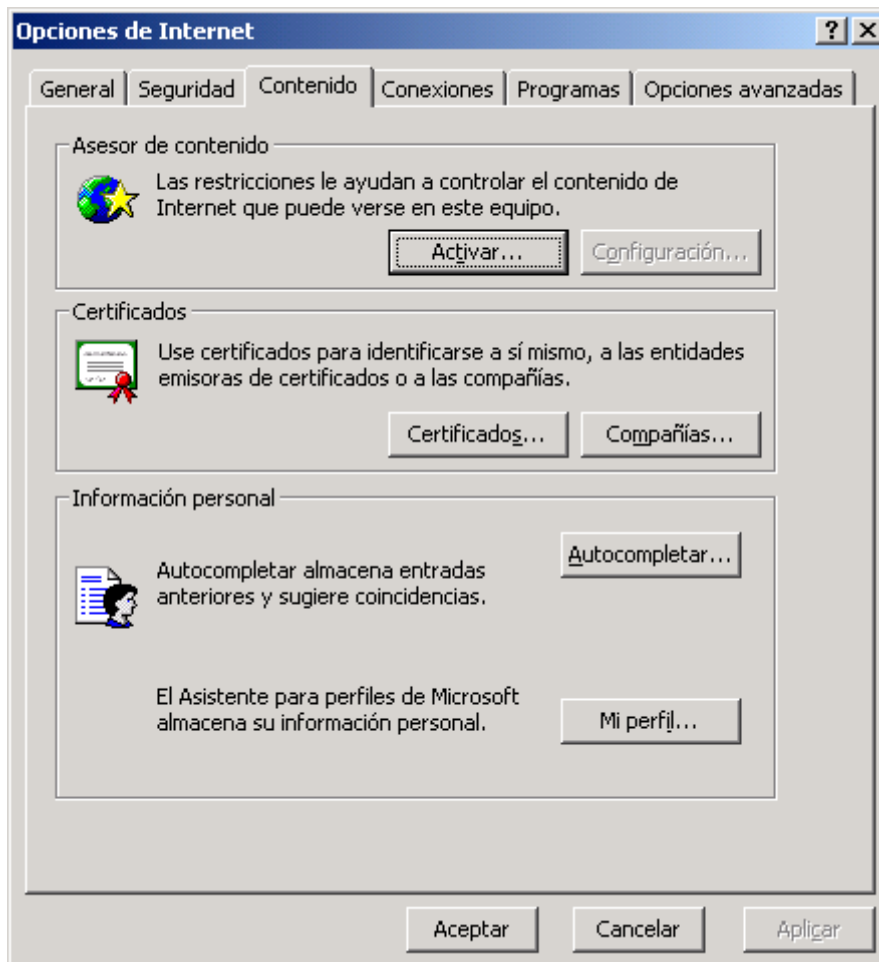 Opciones de Internet
General Seguridad Contenido Conexiones Programas Opciones avanzadas
Asesor de contenido
Las restricciones le ayudan a controlar el contenido de
Internet que puede verse en este equipo.
Activar... Configuración...
Certificados
Use certificados para identificarse a sí mismo, a las entidades
emisoras de certificados o a las compañías.
Certificados... Compañías...
Información personal
Autocompletar almacena entradas
anteriores y sugiere coincidencias.
Autocompletar...
El Asistente para perfiles de Microsoft
almacena su información personal.
Mi perfil...
Aceptar Cancelar Aplicar